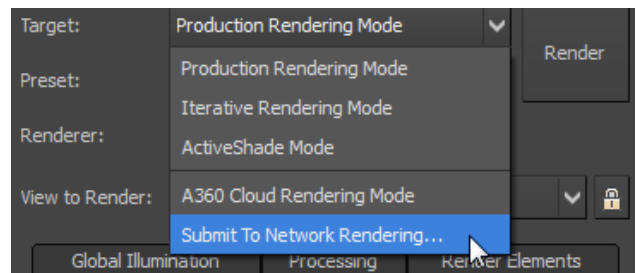 Target: Production Rendering Mode
Render
Production Rendering Mode
Preset:
Iterative Rendering Mode
Renderer:
ActiveShade Mode
View to Render: A360 Cloud Rendering Mode
Submit To Network Rendering...
Global Illumination Processing Render Elements